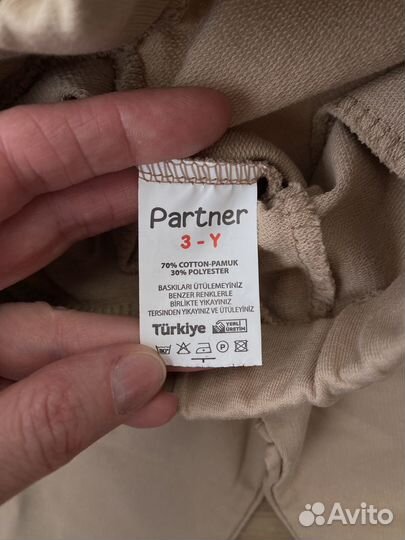 Partner
3 - Y
70% COTTON-PAMUK
30% POLYESTER
BASKILARI ÜTÜLEMEYİNİZ
BENZER RENKLERLE
BİRLİKTE YIKAYINIZ
TERSİNDEN YIKAYINIZ VE ÜTÜLEYİNİZ
Türkiye YERLİ ÜRETİM
P
Avito